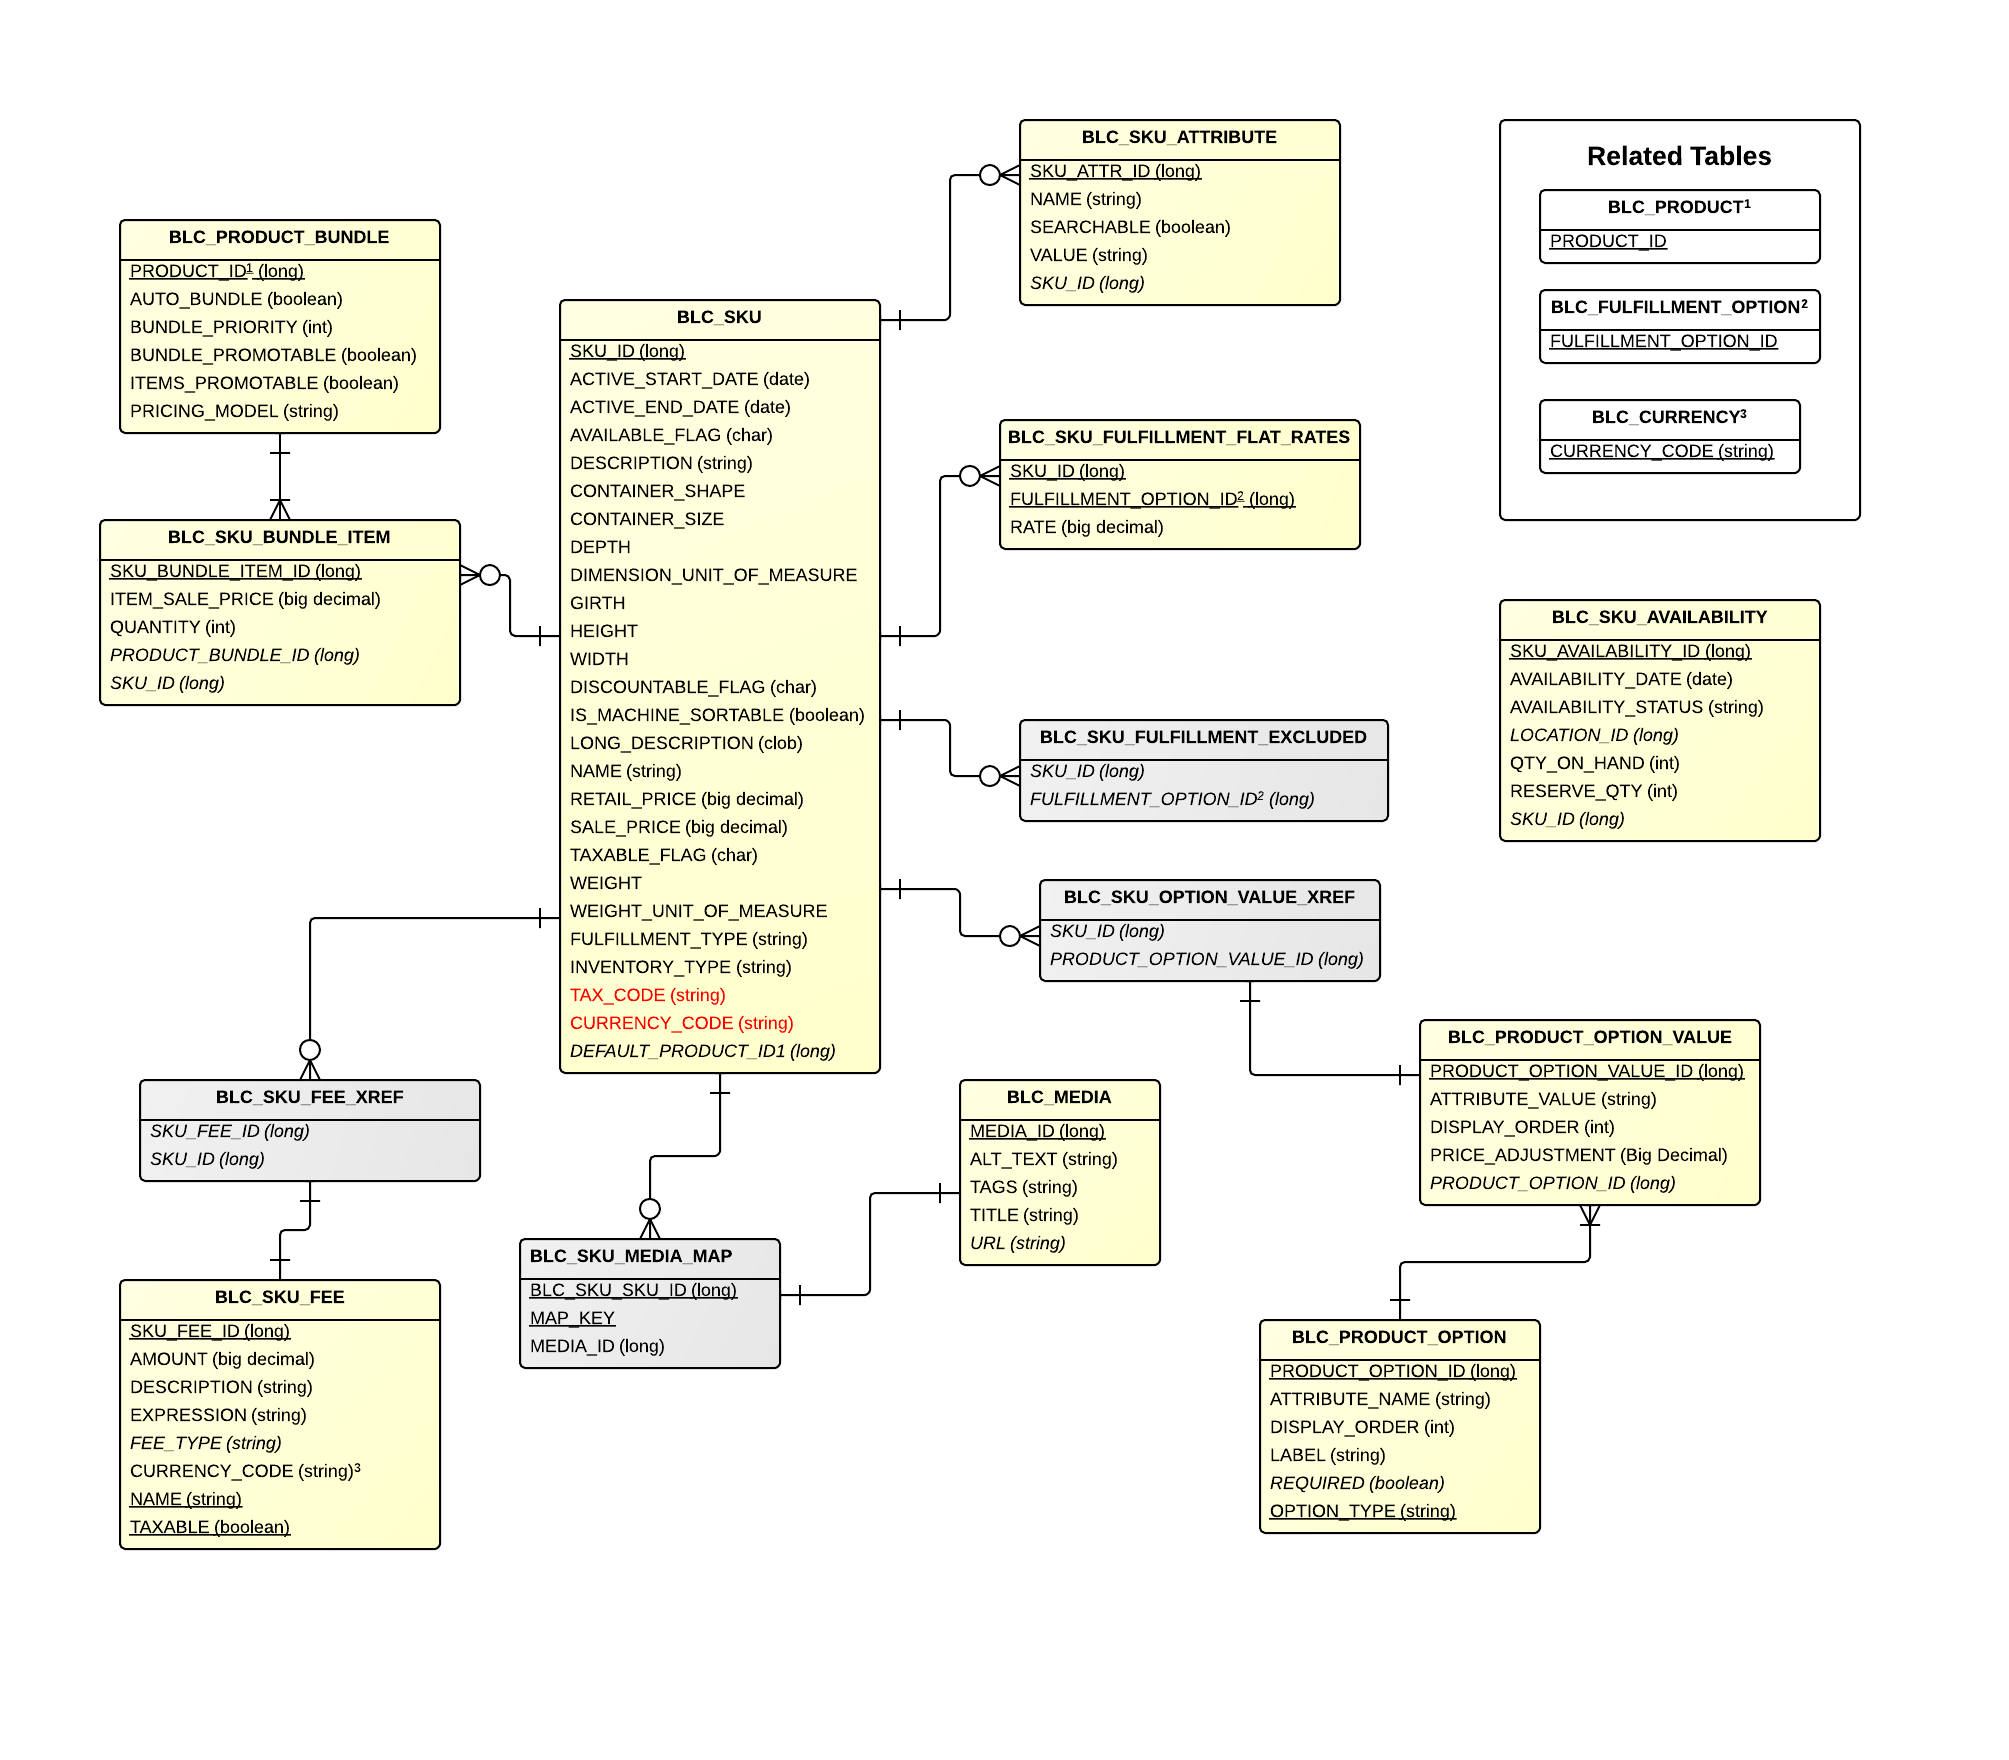 BLC_PRODUCT_BUNDLE
PRODUCT_ID¹ (long)
AUTO_BUNDLE (boolean)
BUNDLE_PRIORITY (int)
BUNDLE_PROMOTABLE (boolean)
ITEMS_PROMOTABLE (boolean)
PRICING_MODEL (string)
BLC_SKU_BUNDLE_ITEM
SKU_BUNDLE_ITEM_ID (long)
ITEM_SALE_PRICE (big decimal)
QUANTITY (int)
PRODUCT_BUNDLE_ID (long)
SKU_ID (long)
BLC_SKU
SKU_ID (long)
ACTIVE_START_DATE (date)
ACTIVE_END_DATE (date)
AVAILABLE_FLAG (char)
DESCRIPTION (string)
CONTAINER_SHAPE
CONTAINER_SIZE
DEPTH
DIMENSION_UNIT_OF_MEASURE
GIRTH
HEIGHT
WIDTH
DISCOUNTABLE_FLAG (char)
IS_MACHINE_SORTABLE (boolean)
LONG_DESCRIPTION (clob)
NAME (string)
RETAIL_PRICE (big decimal)
SALE_PRICE (big decimal)
TAXABLE_FLAG (char)
WEIGHT
WEIGHT_UNIT_OF_MEASURE
FULFILLMENT_TYPE (string)
INVENTORY_TYPE (string)
TAX_CODE (string)
CURRENCY_CODE (string)
DEFAULT_PRODUCT_ID1 (long)
BLC_SKU_ATTRIBUTE
SKU_ATTR_ID (long)
NAME (string)
SEARCHABLE (boolean)
VALUE (string)
SKU_ID (long)
BLC_SKU_FULFILLMENT_FLAT_RATES
SKU_ID (long)
FULFILLMENT_OPTION_ID² (long)
RATE (big decimal)
BLC_SKU_FULFILLMENT_EXCLUDED
SKU_ID (long)
FULFILLMENT_OPTION_ID² (long)
BLC_SKU_OPTION_VALUE_XREF
SKU_ID (long)
PRODUCT_OPTION_VALUE_ID (long)
Related Tables
BLC_PRODUCT¹
PRODUCT_ID
BLC_FULFILLMENT_OPTION²
FULFILLMENT_OPTION_ID
BLC_CURRENCY³
CURRENCY_CODE (string)
BLC_SKU_AVAILABILITY
SKU_AVAILABILITY_ID (long)
AVAILABILITY_DATE (date)
AVAILABILITY_STATUS (string)
LOCATION_ID (long)
QTY_ON_HAND (int)
RESERVE_QTY (int)
SKU_ID (long)
BLC_PRODUCT_OPTION_VALUE
PRODUCT_OPTION_VALUE_ID (long)
ATTRIBUTE_VALUE (string)
DISPLAY_ORDER (int)
PRICE_ADJUSTMENT (Big Decimal)
PRODUCT_OPTION_ID (long)
BLC_SKU_FEE_XREF
SKU_FEE_ID (long)
SKU_ID (long)
BLC_SKU_FEE
SKU_FEE_ID (long)
AMOUNT (big decimal)
DESCRIPTION (string)
EXPRESSION (string)
FEE_TYPE (string)
CURRENCY_CODE (string)³
NAME (string)
TAXABLE (boolean)
BLC_SKU_MEDIA_MAP
BLC_SKU_SKU_ID (long)
MAP_KEY
MEDIA_ID (long)
BLC_MEDIA
MEDIA_ID (long)
ALT_TEXT (string)
TAGS (string)
TITLE (string)
URL (string)
BLC_PRODUCT_OPTION
PRODUCT_OPTION_ID (long)
ATTRIBUTE_NAME (string)
DISPLAY_ORDER (int)
LABEL (string)
REQUIRED (boolean)
OPTION_TYPE (string)